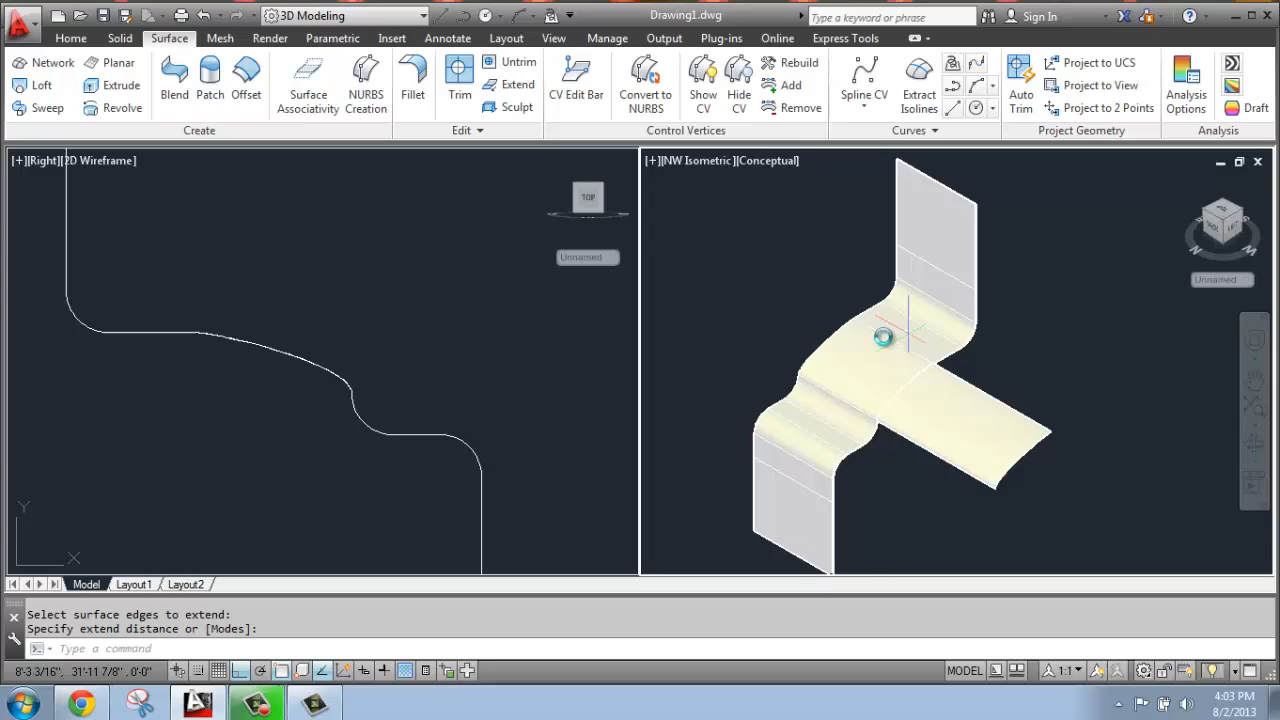 3D Modeling
Drawing1.dwg
Type a keyword or phrase
Sign In
Home Solid Surface Mesh Render Parametric Insert Annotate Layout View Manage Output Plug-ins Online Express Tools
Network Planar
Loft Extrude
Sweep Revolve
Blend Patch Offset
Surface Associativity
NURBS Creation
Fillet
Trim
Untrim
Extend
Sculpt
CV Edit Bar
Convert to NURBS
Show CV
Hide CV
Rebuild
Add
Remove
Spline CV
Extract Isolines
Auto Trim
Project to UCS
Project to View
Project to 2 Points
Analysis Options
Draft
Create Edit Control Vertices Curves Project Geometry Analysis
[+][Right][2D Wireframe]
TOP
Unnamed
Y
X
[+][NW Isometric][Conceptual]
N
Unnamed
Model Layout1 Layout2
Select surface edges to extend:
Specify extend distance or [Modes]:
Type a command
8'-3 3/16", 31'-11 7/8", 0'-0"
MODEL
1:1
4:03 PM
8/2/2013